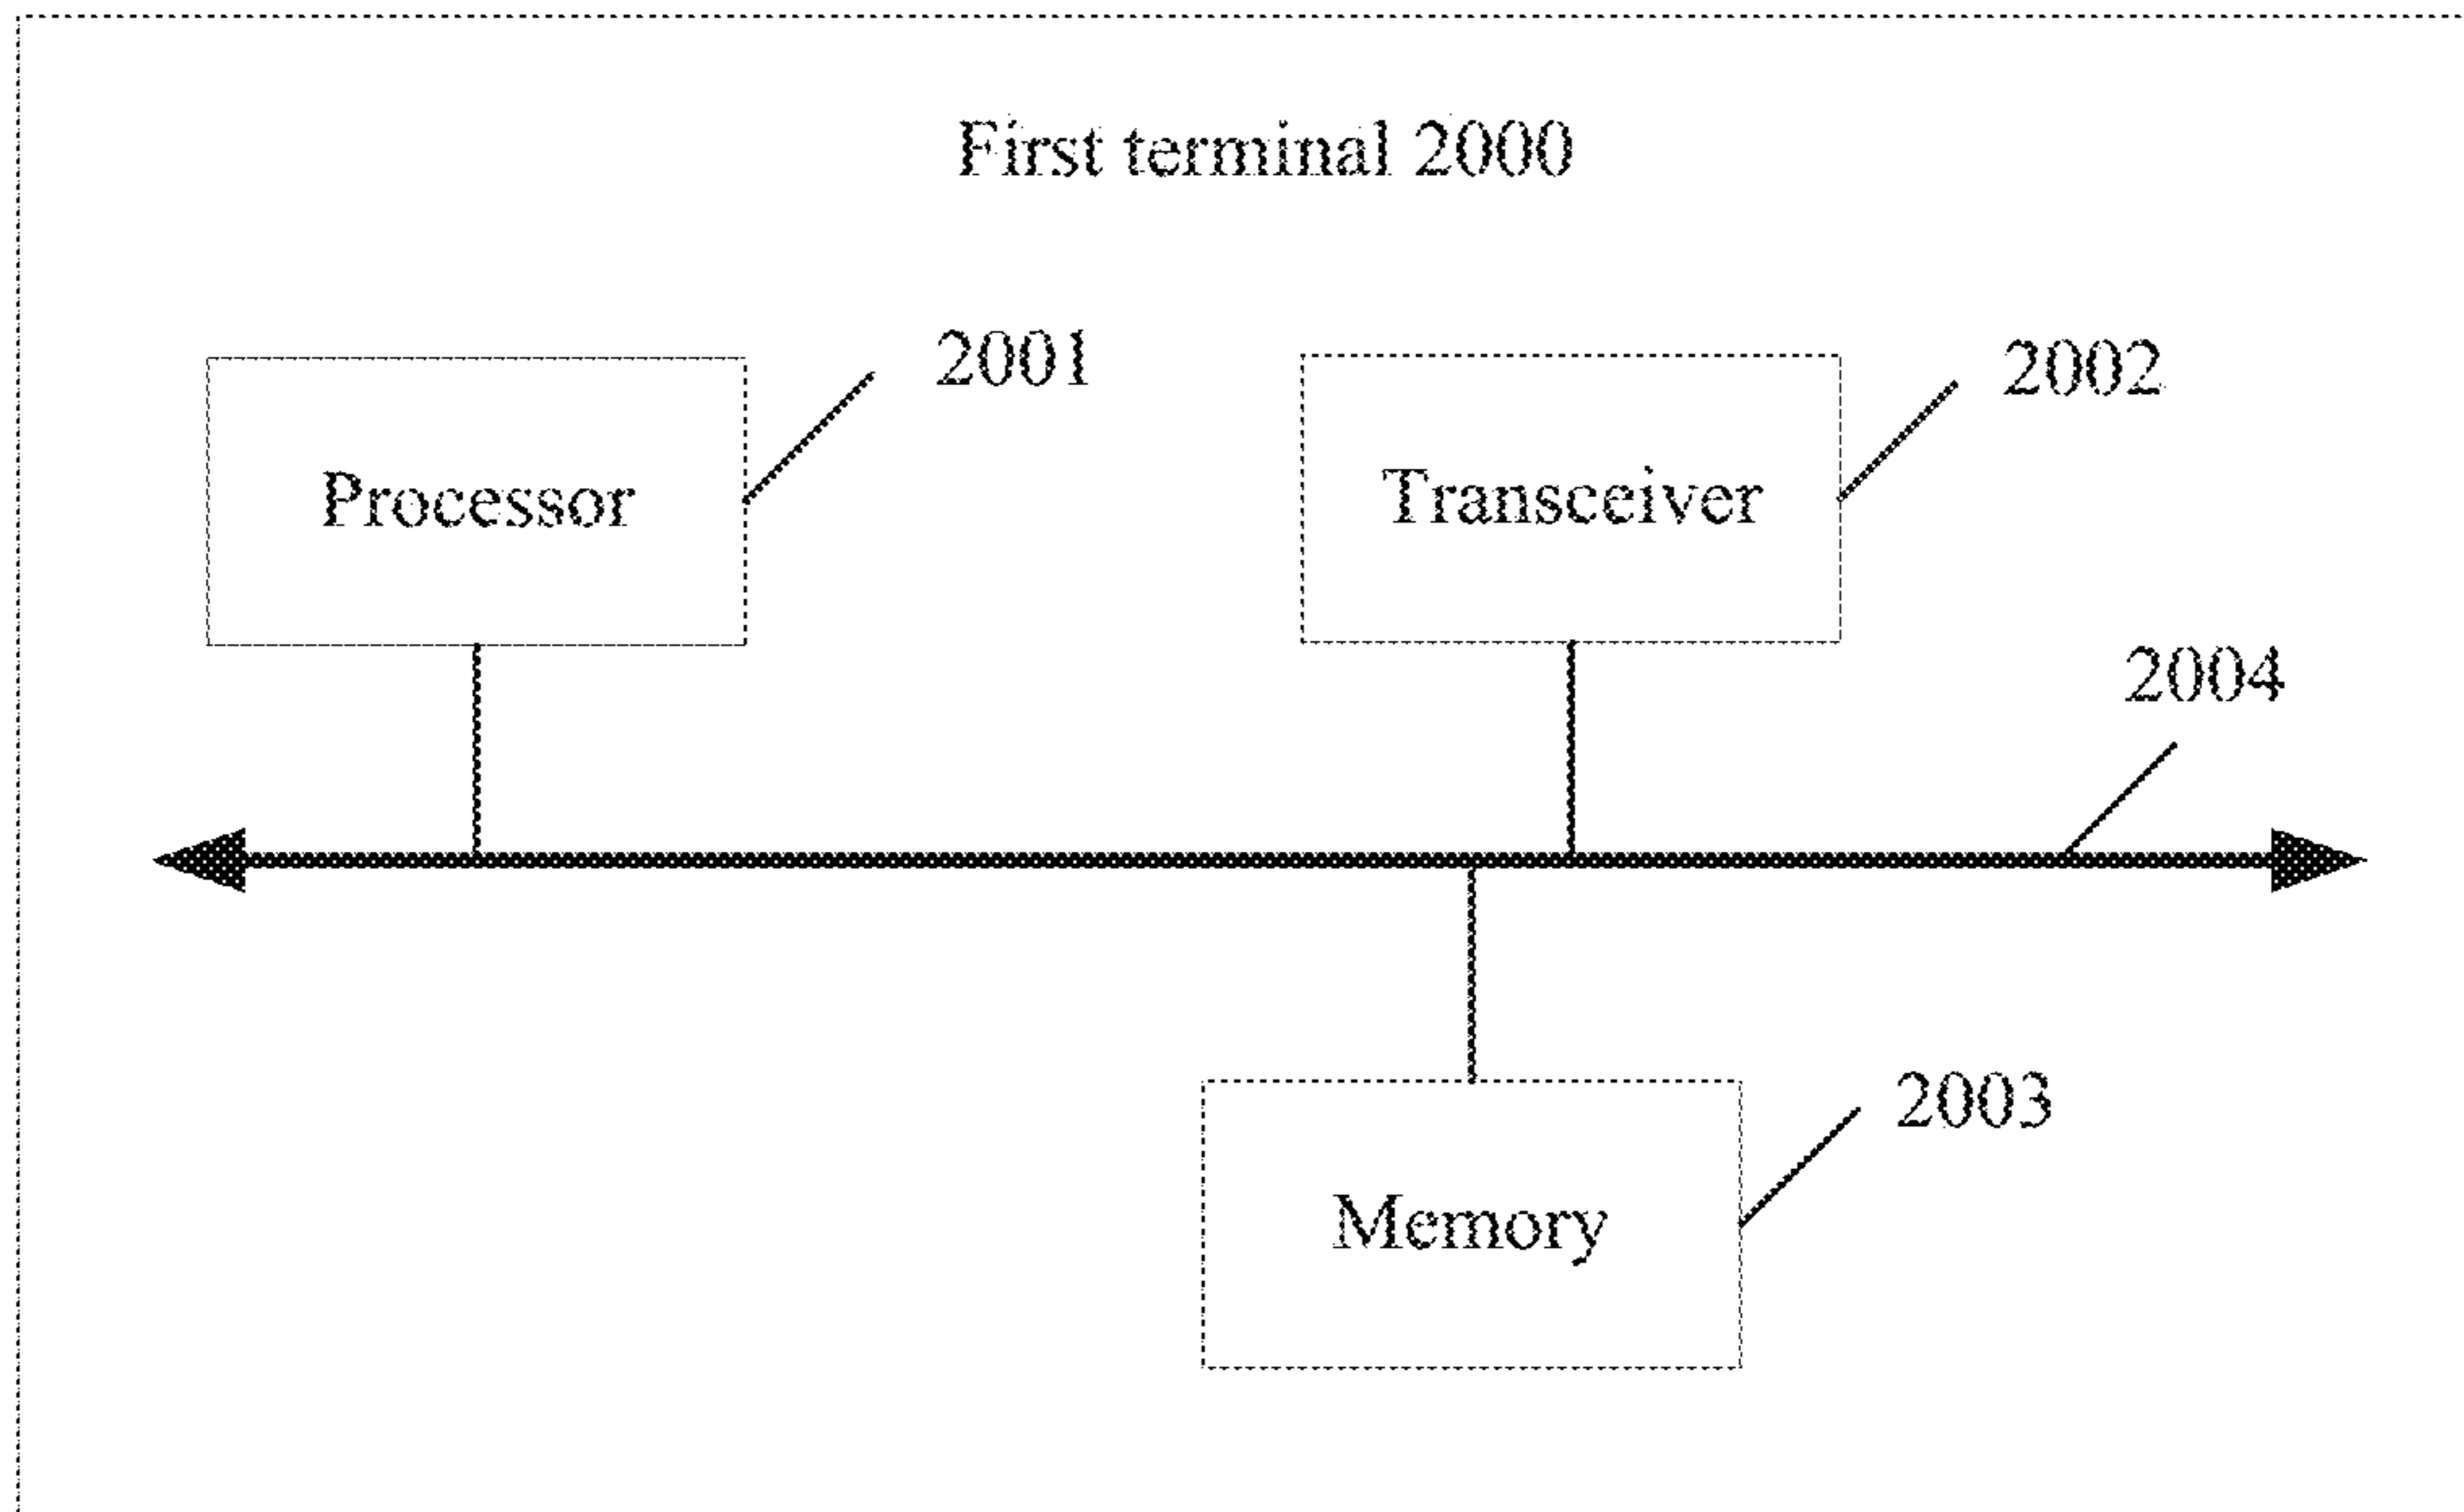 First terminal 2000
2001
2002
Processor
Transceiver
2004
2003
Memory